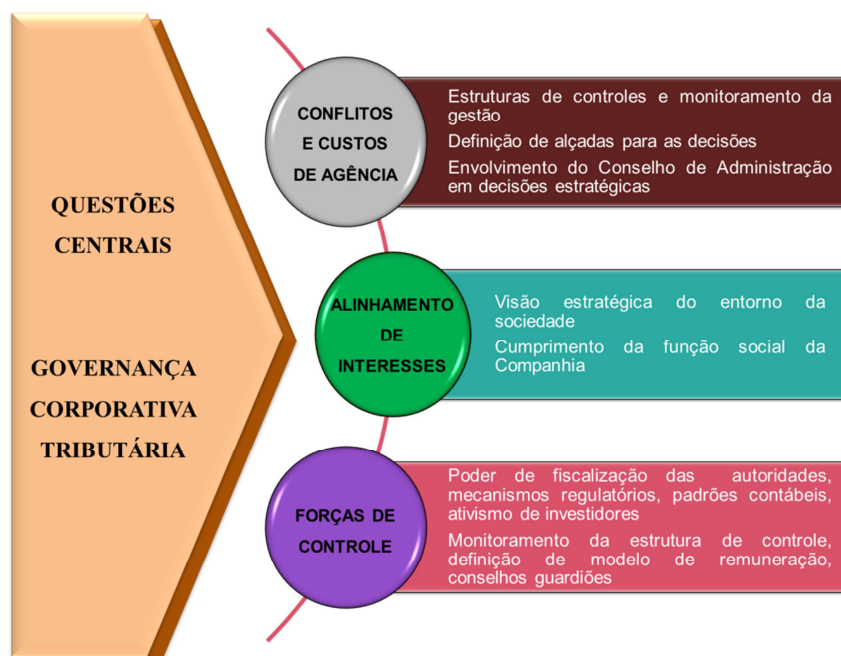 QUESTÕES
CENTRAIS
GOVERNANÇA
CORPORATIVA
TRIBUTÁRIA
CONFLITOS
E CUSTOS
DE AGÊNCIA
Estruturas de controles e monitoramento da
gestão
Definição de alçadas para as decisões
Envolvimento do Conselho de Administração
em decisões estratégicas
ALINHAMENTO
DE
INTERESSES
Visão estratégica do entorno da
sociedade
Cumprimento da função social da
Companhia
FORÇAS DE
CONTROLE
Poder de fiscalização das autoridades,
mecanismos regulatórios, padrões contábeis,
ativismo de investidores
Monitoramento da estrutura de controle,
definição de modelo de remuneração,
conselhos guardiões